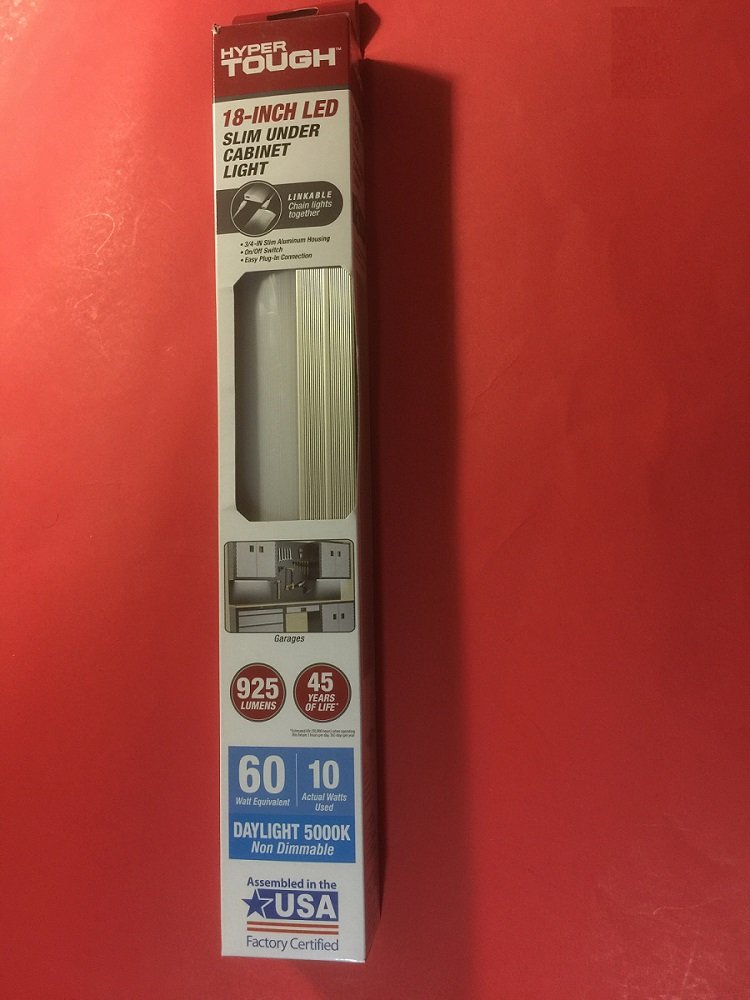 HYPER
TOUGH™
18-INCH LED
SLIM UNDER
CABINET
LIGHT
LINKABLE
Chain lights
together
• 3/4-IN Slim Aluminum Housing
• On/Off Switch
• Easy Plug-In Connection
Garages
925
LUMENS
45
YEARS
OF LIFE*
60
Watt Equivalent
10
Actual Watts
Used
DAYLIGHT 5000K
Non Dimmable
Assembled in the
USA
Factory Certified